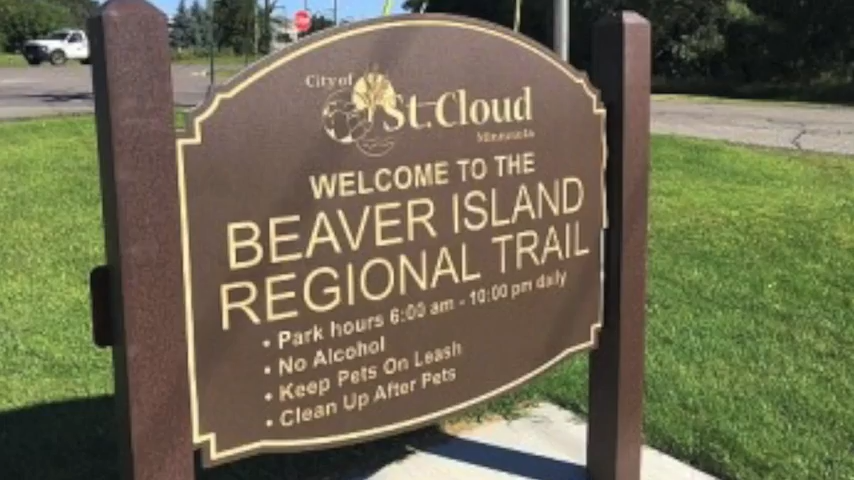 City of
St. Cloud
Minnesota
WELCOME TO THE
BEAVER ISLAND
REGIONAL TRAIL
• Park hours 6:00 am - 10:00 pm daily
• No Alcohol
• Keep Pets On Leash
• Clean Up After Pets